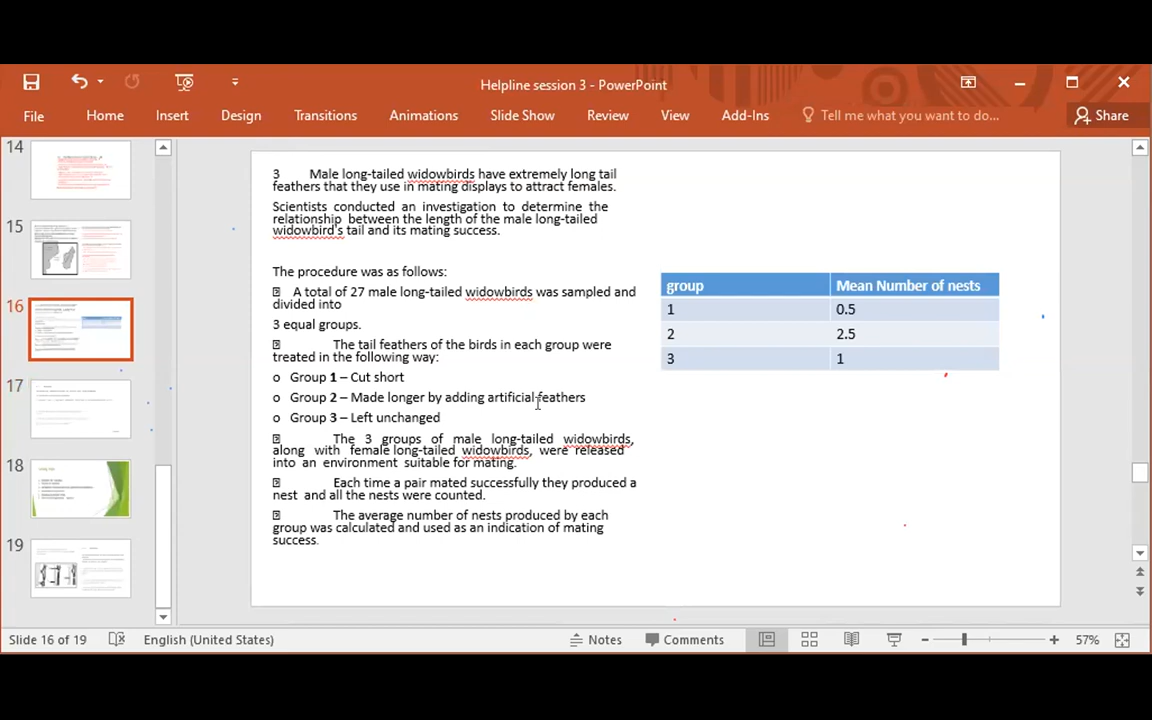 Helpline session 3 - PowerPoint
File Home Insert Design Transitions Animations Slide Show Review View Add-Ins Tell me what you want to do... Share
14
15
16
17
18
19
3 Male long-tailed widowbirds have extremely long tail
feathers that they use in mating displays to attract females.
Scientists conducted an investigation to determine the
relationship between the length of the male long-tailed
widowbird's tail and its mating success.
The procedure was as follows:
A total of 27 male long-tailed widowbirds was sampled and
divided into
3 equal groups.
The tail feathers of the birds in each group were
treated in the following way:
o Group 1 – Cut short
o Group 2 – Made longer by adding artificial feathers
o Group 3 – Left unchanged
The 3 groups of male long-tailed widowbirds,
along with female long-tailed widowbirds, were released
into an environment suitable for mating.
Each time a pair mated successfully they produced a
nest and all the nests were counted.
The average number of nests produced by each
group was calculated and used as an indication of mating
success.
group Mean Number of nests
1 0.5
2 2.5
3 1
Slide 16 of 19 English (United States) Notes Comments 57%